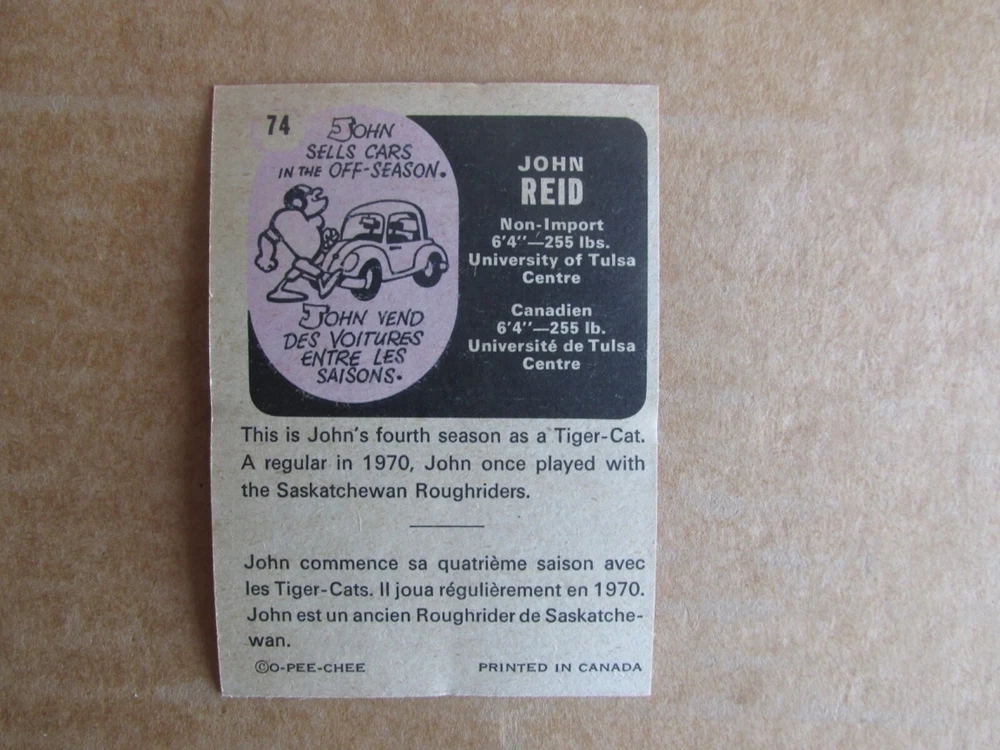 74
JOHN
SELLS CARS
IN THE OFF-SEASON.
JOHN VEND
DES VOITURES
ENTRE LES
SAISONS.
JOHN
REID
Non-Import
6'4''—255 lbs.
University of Tulsa
Centre
Canadien
6'4''—255 lb.
Université de Tulsa
Centre
This is John's fourth season as a Tiger-Cat.
A regular in 1970, John once played with
the Saskatchewan Roughriders.
John commence sa quatrième saison avec
les Tiger-Cats. Il joua régulièrement en 1970.
John est un ancien Roughrider de Saskatche-
wan.
©O-PEE-CHEE PRINTED IN CANADA